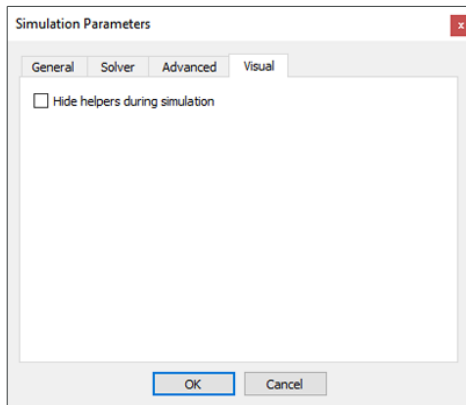 Simulation Parameters
x
General Solver Advanced Visual
Hide helpers during simulation
OK Cancel